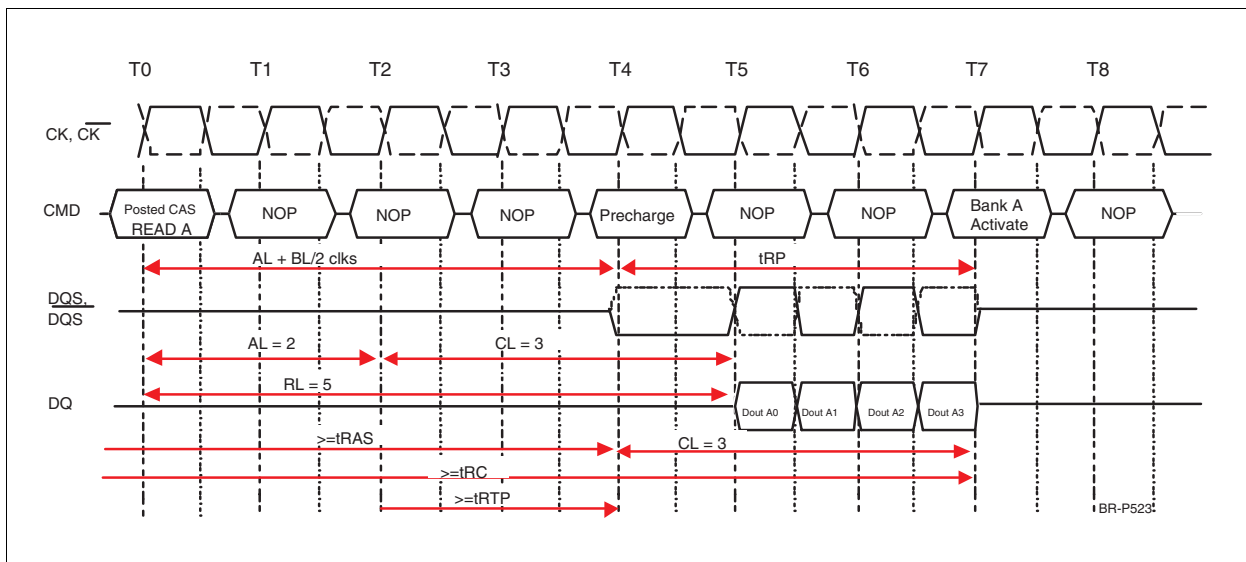 T0 T1 T2 T3 T4 T5 T6 T7 T8
CK, CK
CMD
Posted CAS
READ A
NOP
NOP
NOP
Precharge
NOP
NOP
Bank A
Activate
NOP
AL + BL/2 clks
tRP
DQS,
DQS
AL = 2
CL = 3
RL = 5
DQ
Dout A0
Dout A1
Dout A2
Dout A3
>=tRAS
CL = 3
>=tRC
>=tRTP
BR-P523